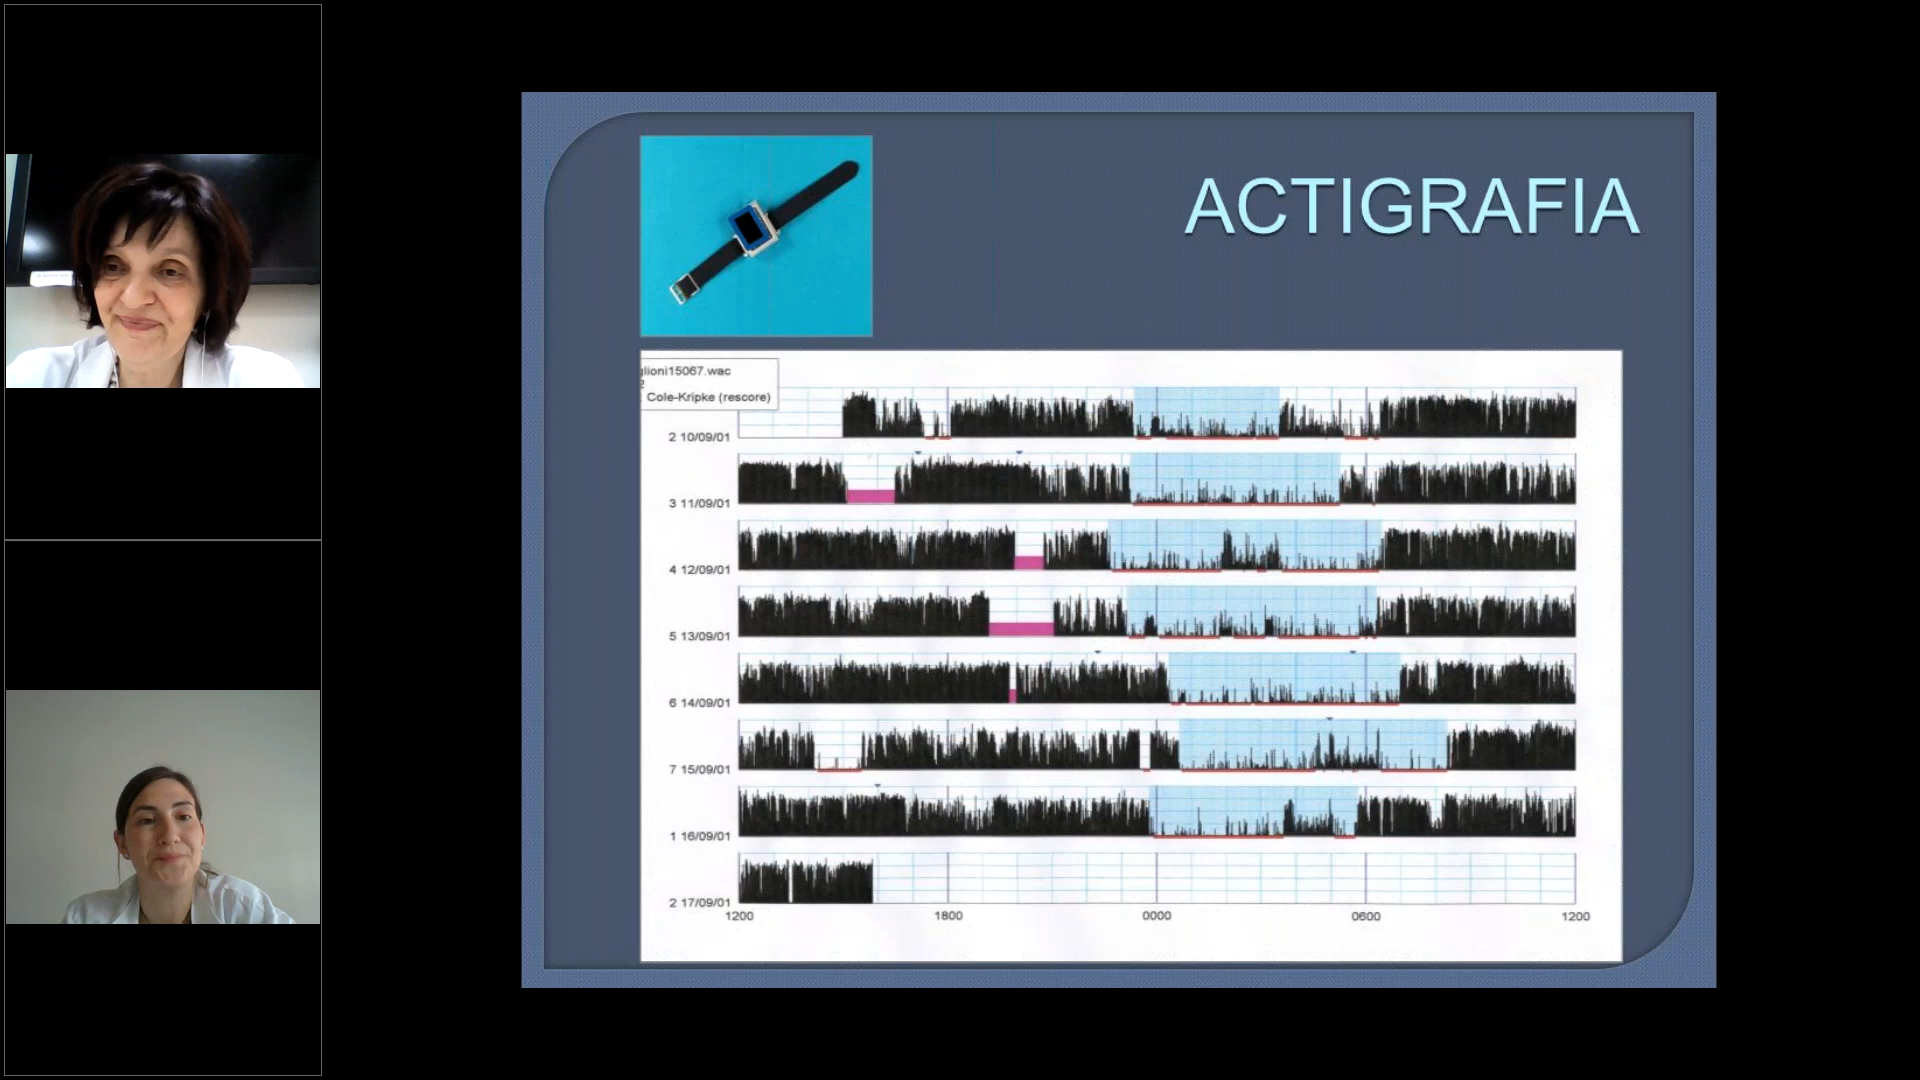 ACTIGRAFIA
glioni15067.wac
2
: Cole-Kripke (rescore)
2 10/09/01
3 11/09/01
4 12/09/01
5 13/09/01
6 14/09/01
7 15/09/01
1 16/09/01
2 17/09/01
1200 1800 0000 0600 1200